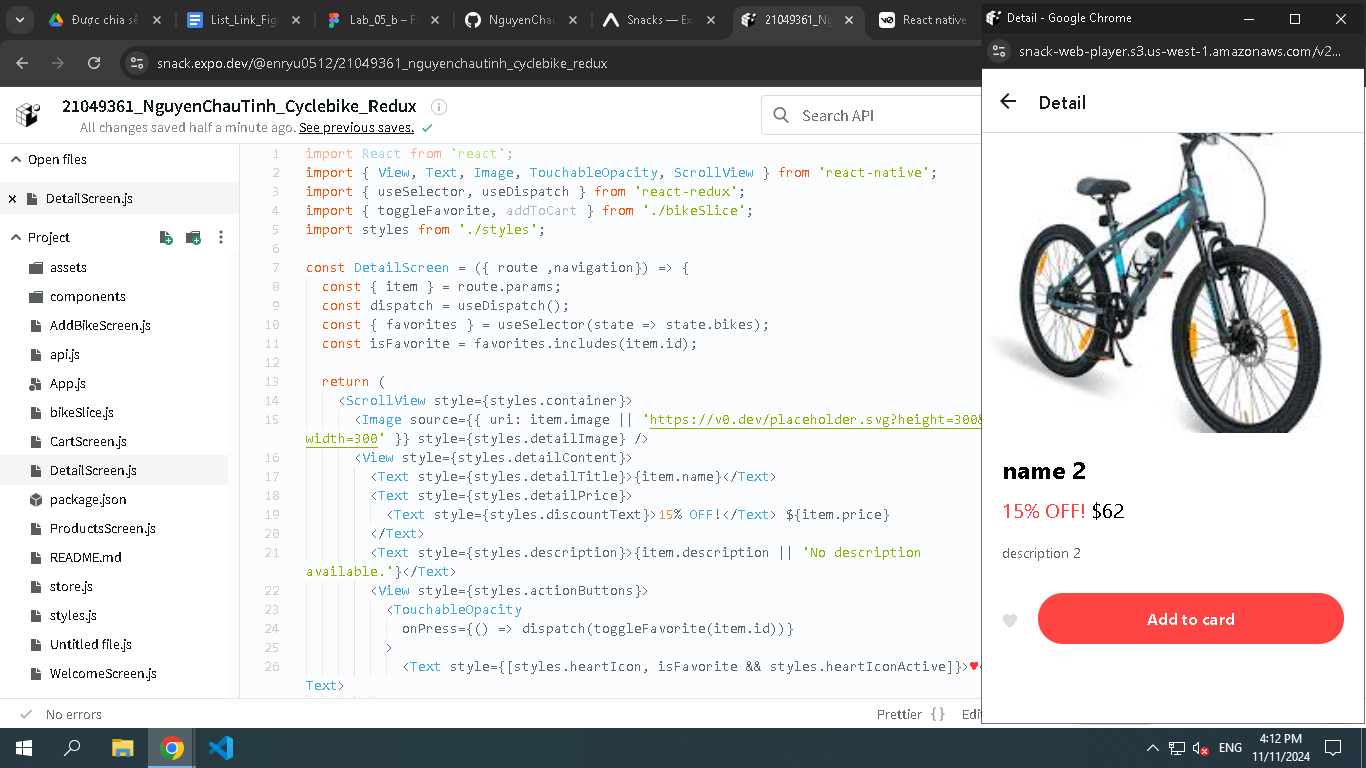 Được chia sẻ
List_Link_Fig
Lab_05_b – F
NguyenChau
Snacks — Ex
21049361_Ng
React native
Detail - Google Chrome
snack.expo.dev/@enryu0512/21049361_nguyenchautinh_cyclebike_redux
snack-web-player.s3.us-west-1.amazonaws.com/v2...
21049361_NguyenChauTinh_Cyclebike_Redux
All changes saved half a minute ago. See previous saves.
Search API
Open files
DetailScreen.js
Project
assets
components
AddBikeScreen.js
api.js
App.js
bikeSlice.js
CartScreen.js
DetailScreen.js
package.json
ProductsScreen.js
README.md
store.js
styles.js
Untitled file.js
WelcomeScreen.js
1 import React from 'react';
2 import { View, Text, Image, TouchableOpacity, ScrollView } from 'react-native';
3 import { useSelector, useDispatch } from 'react-redux';
4 import { toggleFavorite, addToCart } from './bikeSlice';
5 import styles from './styles';
6
7 const DetailScreen = ({ route ,navigation}) => {
8 const { item } = route.params;
9 const dispatch = useDispatch();
10 const { favorites } = useSelector(state => state.bikes);
11 const isFavorite = favorites.includes(item.id);
12
13 return (
14 <ScrollView style={styles.container}>
15 <Image source={{ uri: item.image || 'https://v0.dev/placeholder.svg?height=300&
width=300' }} style={styles.detailImage} />
16 <View style={styles.detailContent}>
17 <Text style={styles.detailTitle}>{item.name}</Text>
18 <Text style={styles.detailPrice}>
19 <Text style={styles.discountText}>15% OFF!</Text> ${item.price}
20 </Text>
21 <Text style={styles.description}>{item.description || 'No description
available.'}</Text>
22 <View style={styles.actionButtons}>
23 <TouchableOpacity
24 onPress={() => dispatch(toggleFavorite(item.id))}
25 >
26 <Text style={[styles.heartIcon, isFavorite && styles.heartIconActive]}>♥<
Text>
No errors
Prettier { }
Edit
Detail
name 2
15% OFF! $62
description 2
Add to card
ENG
4:12 PM
11/11/2024